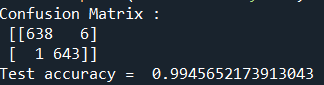 Confusion Matrix :
[[638   6]
[  1 643]]
Test accuracy =  0.9945652173913043